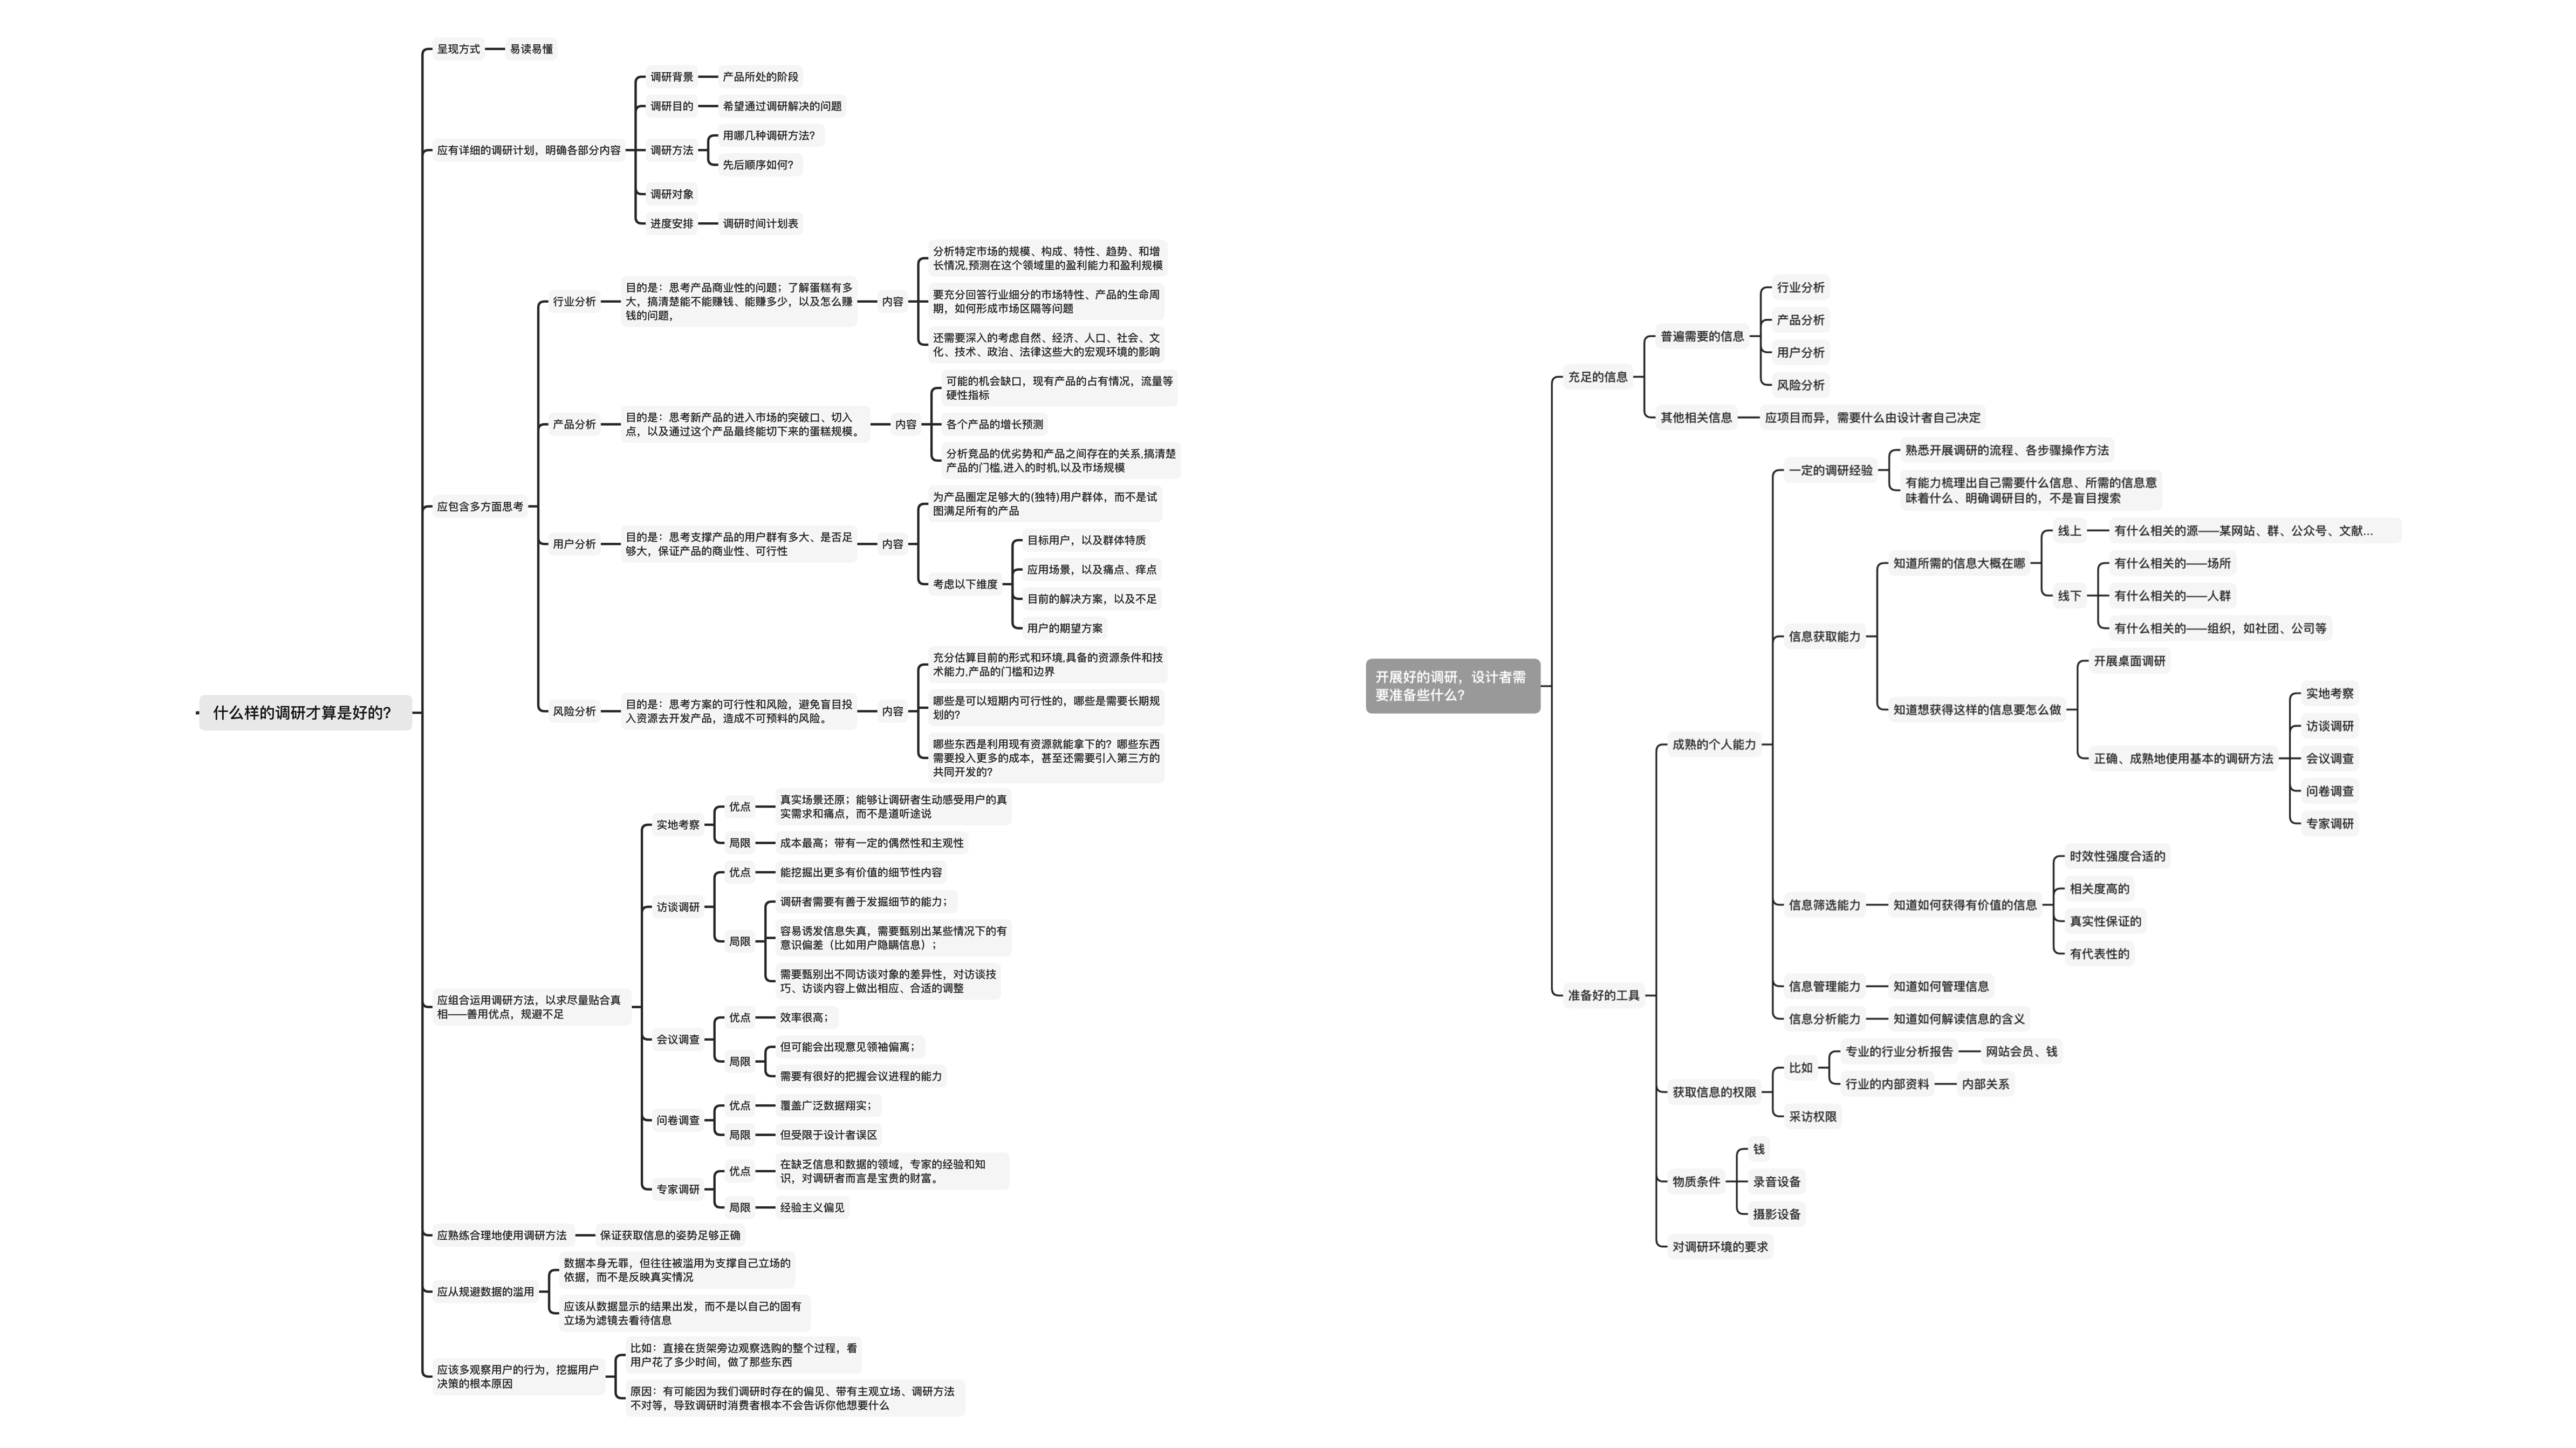 什么样的调研才算是好的？
呈现方式
易读易懂
应有详细的调研计划，明确各部分内容
调研背景
产品所处的阶段
调研目的
希望通过调研解决的问题
调研方法
用哪几种调研方法？
先后顺序如何？
调研对象
进度安排
调研时间计划表
应包含多方面思考
行业分析
目的是：思考产品商业性的问题；了解蛋糕有多
大，搞清楚能不能赚钱、能赚多少，以及怎么赚
钱的问题，
内容
分析特定市场的规模、构成、特性、趋势、和增
长情况,预测在这个领域里的盈利能力和盈利规模
要充分回答行业细分的市场特性、产品的生命周
期，如何形成市场区隔等问题
还需要深入的考虑自然、经济、人口、社会、文
化、技术、政治、法律这些大的宏观环境的影响
产品分析
目的是：思考新产品的进入市场的突破口、切入
点，以及通过这个产品最终能切下来的蛋糕规模。
内容
可能的机会缺口，现有产品的占有情况，流量等
硬性指标
各个产品的增长预测
分析竞品的优劣势和产品之间存在的关系,搞清楚
产品的门槛,进入的时机,以及市场规模
用户分析
目的是：思考支撑产品的用户群有多大、是否足
够大，保证产品的商业性、可行性
内容
为产品圈定足够大的(独特)用户群体，而不是试
图满足所有的产品
考虑以下维度
目标用户，以及群体特质
应用场景，以及痛点、痒点
目前的解决方案，以及不足
用户的期望方案
风险分析
目的是：思考方案的可行性和风险，避免盲目投
入资源去开发产品，造成不可预料的风险。
内容
充分估算目前的形式和环境,具备的资源条件和技
术能力,产品的门槛和边界
哪些是可以短期内可行性的，哪些是需要长期规
划的？
哪些东西是利用现有资源就能拿下的？哪些东西
需要投入更多的成本，甚至还需要引入第三方的
共同开发的？
应组合运用调研方法，以求尽量贴合真
相——善用优点，规避不足
实地考察
优点
真实场景还原；能够让调研者生动感受用户的真
实需求和痛点，而不是道听途说
局限
成本最高；带有一定的偶然性和主观性
访谈调研
优点
能挖掘出更多有价值的细节性内容
局限
调研者需要有善于发掘细节的能力；
容易诱发信息失真，需要甄别出某些情况下的有
意识偏差（比如用户隐瞒信息）；
需要甄别出不同访谈对象的差异性，对访谈技
巧、访谈内容上做出相应、合适的调整
会议调查
优点
效率很高；
局限
但可能会出现意见领袖偏离；
需要有很好的把握会议进程的能力
问卷调查
优点
覆盖广泛数据翔实；
局限
但受限于设计者误区
专家调研
优点
在缺乏信息和数据的领域，专家的经验和知
识，对调研者而言是宝贵的财富。
局限
经验主义偏见
应熟练合理地使用调研方法
保证获取信息的姿势足够正确
应从规避数据的滥用
数据本身无罪，但往往被滥用为支撑自己立场的
依据，而不是反映真实情况
应该从数据显示的结果出发，而不是以自己的固有
立场为滤镜去看待信息
应该多观察用户的行为，挖掘用户
决策的根本原因
比如：直接在货架旁边观察选购的整个过程，看
用户花了多少时间，做了那些东西
原因：有可能因为我们调研时存在的偏见、带有主观立场、调研方法
不对等，导致调研时消费者根本不会告诉你他想要什么
开展好的调研，设计者需
要准备些什么？
充足的信息
普遍需要的信息
行业分析
产品分析
用户分析
风险分析
其他相关信息
应项目而异，需要什么由设计者自己决定
准备好的工具
成熟的个人能力
一定的调研经验
熟悉开展调研的流程、各步骤操作方法
有能力梳理出自己需要什么信息、所需的信息意
味着什么、明确调研目的，不是盲目搜索
信息获取能力
知道所需的信息大概在哪
线上
有什么相关的源——某网站、群、公众号、文献...
线下
有什么相关的——场所
有什么相关的——人群
有什么相关的——组织，如社团、公司等
知道想获得这样的信息要怎么做
开展桌面调研
正确、成熟地使用基本的调研方法
实地考察
访谈调研
会议调查
问卷调查
专家调研
信息筛选能力
知道如何获得有价值的信息
时效性强度合适的
相关度高的
真实性保证的
有代表性的
信息管理能力
知道如何管理信息
信息分析能力
知道如何解读信息的含义
获取信息的权限
比如
专业的行业分析报告
网站会员、钱
行业的内部资料
内部关系
采访权限
物质条件
钱
录音设备
摄影设备
对调研环境的要求